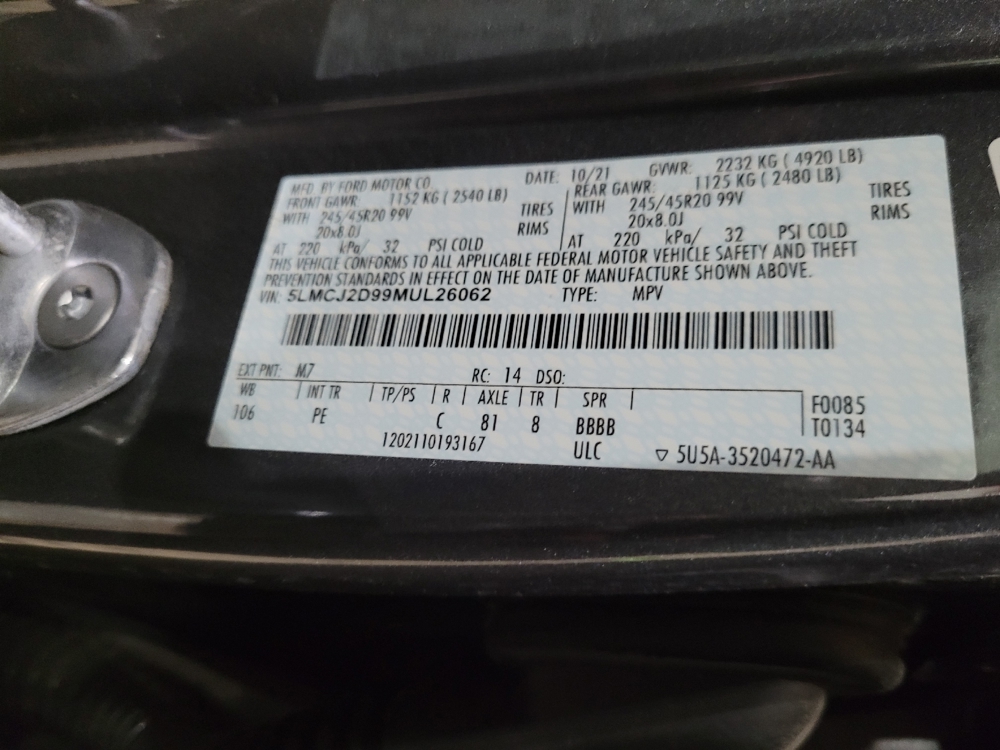 MFD. BY FORD MOTOR CO. DATE: 10/21 GVWR: 2232 KG ( 4920 LB)
FRONT GAWR: 1152 KG ( 2540 LB) REAR GAWR: 1125 KG ( 2480 LB)
WITH 245/45R20 99V TIRES WITH 245/45R20 99V TIRES
20x8.0J RIMS 20x8.0J RIMS
AT 220 kPa/ 32 PSI COLD AT 220 kPa/ 32 PSI COLD
THIS VEHICLE CONFORMS TO ALL APPLICABLE FEDERAL MOTOR VEHICLE SAFETY AND THEFT
PREVENTION STANDARDS IN EFFECT ON THE DATE OF MANUFACTURE SHOWN ABOVE.
VIN: 5LMCJ2D99MUL26062 TYPE: MPV
EXT PNT: M7 RC: 14 DSO:
WB INT TR TP/PS R AXLE TR SPR F0085
106 PE C 81 8 BBBB T0134
1202110193167 ULC ▽ 5U5A-3520472-AA